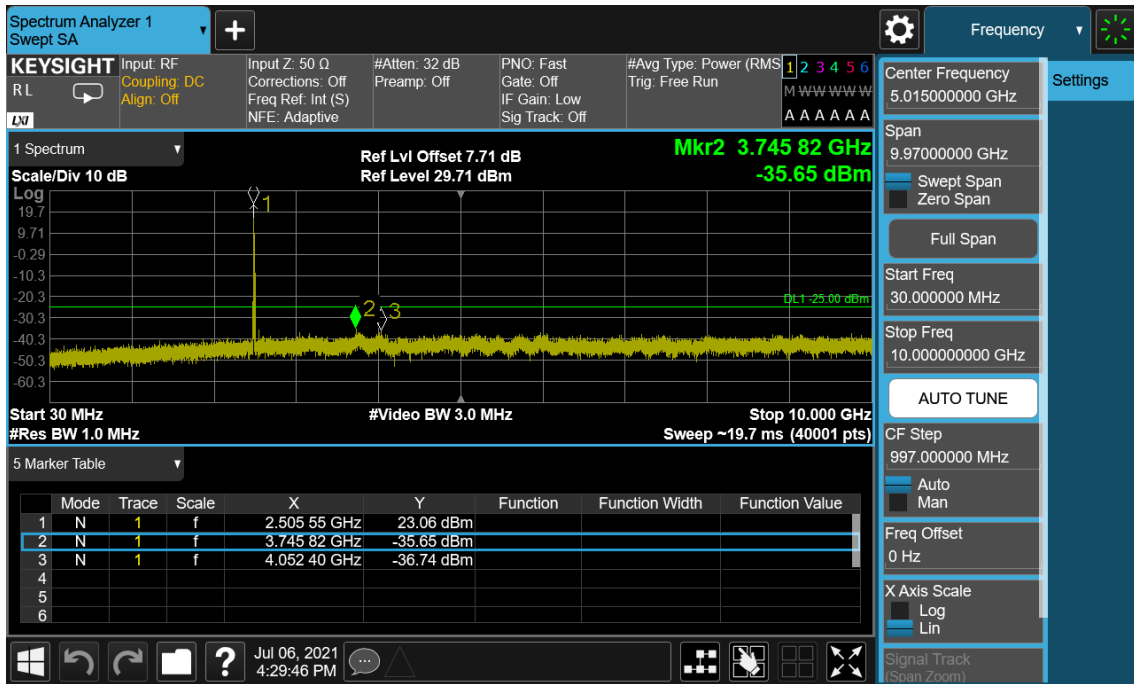 Spectrum Analyzer 1
Swept SA
+
Frequency
KEYSIGHT
RL
LXI
Input: RF
Coupling: DC
Align: Off
Input Z: 50 Ω
Corrections: Off
Freq Ref: Int (S)
NFE: Adaptive
#Atten: 32 dB
Preamp: Off
PNO: Fast
Gate: Off
IF Gain: Low
Sig Track: Off
#Avg Type: Power (RMS
Trig: Free Run
1 2 3 4 5 6
M W W W W W
A A A A A A
1 Spectrum
Scale/Div 10 dB
Ref Lvl Offset 7.71 dB
Ref Level 29.71 dBm
Mkr2 3.745 82 GHz
-35.65 dBm
Log
19.7
9.71
-0.29
-10.3
-20.3
-30.3
-40.3
-50.3
-60.3
1
2
3
DL1 -25.00 dBm
Start 30 MHz
#Video BW 3.0 MHz
Stop 10.000 GHz
#Res BW 1.0 MHz
Sweep ~19.7 ms (40001 pts)
5 Marker Table
Mode Trace Scale X Y Function Function Width Function Value
1 N 1 f 2.505 55 GHz 23.06 dBm
2 N 1 f 3.745 82 GHz -35.65 dBm
3 N 1 f 4.052 40 GHz -36.74 dBm
4
5
6
?
Jul 06, 2021
4:29:46 PM
Center Frequency
5.015000000 GHz
Settings
Span
9.97000000 GHz
Swept Span
Zero Span
Full Span
Start Freq
30.000000 MHz
Stop Freq
10.000000000 GHz
AUTO TUNE
CF Step
997.000000 MHz
Auto
Man
Freq Offset
0 Hz
X Axis Scale
Log
Lin
Signal Track
(Span Zoom)